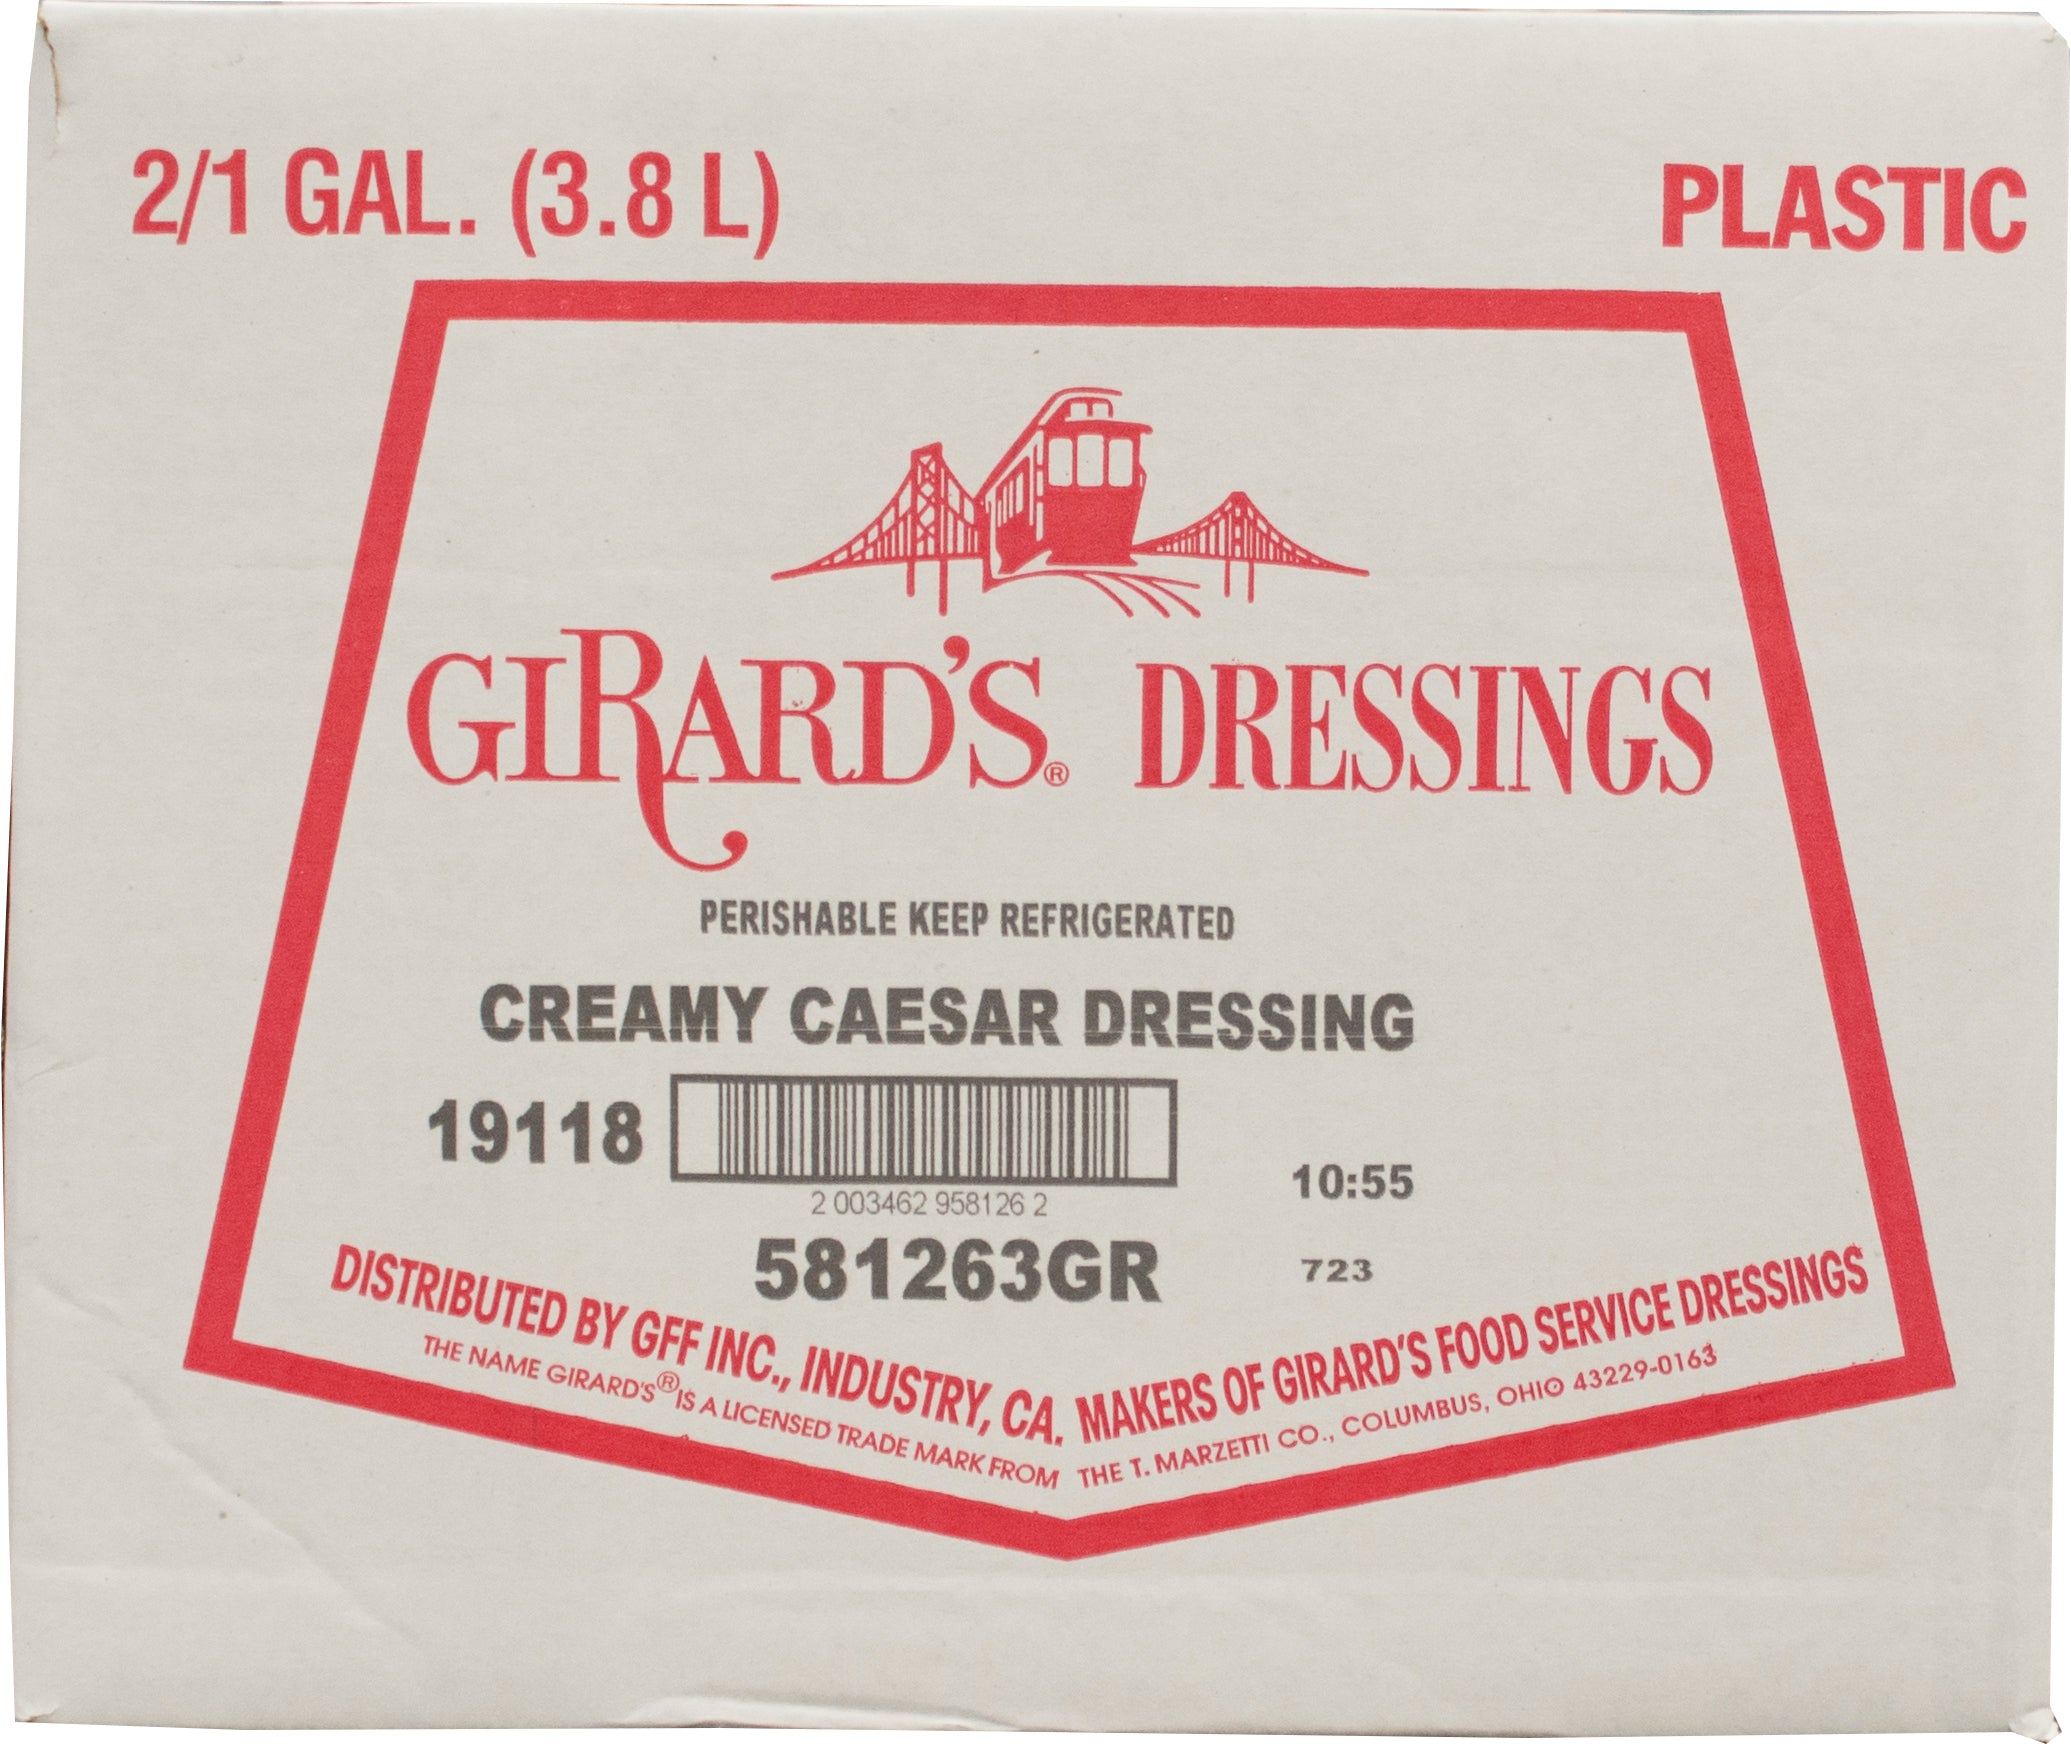 2/1 GAL. (3.8 L)
PLASTIC
GIRARD'S® DRESSINGS
PERISHABLE KEEP REFRIGERATED
CREAMY CAESAR DRESSING
19118
2 003462 958126 2
10:55
581263GR
723
DISTRIBUTED BY GFF INC., INDUSTRY, CA. MAKERS OF GIRARD'S FOOD SERVICE DRESSINGS
THE NAME GIRARD'S® IS A LICENSED TRADE MARK FROM THE T. MARZETTI CO., COLUMBUS, OHIO 43229-0163